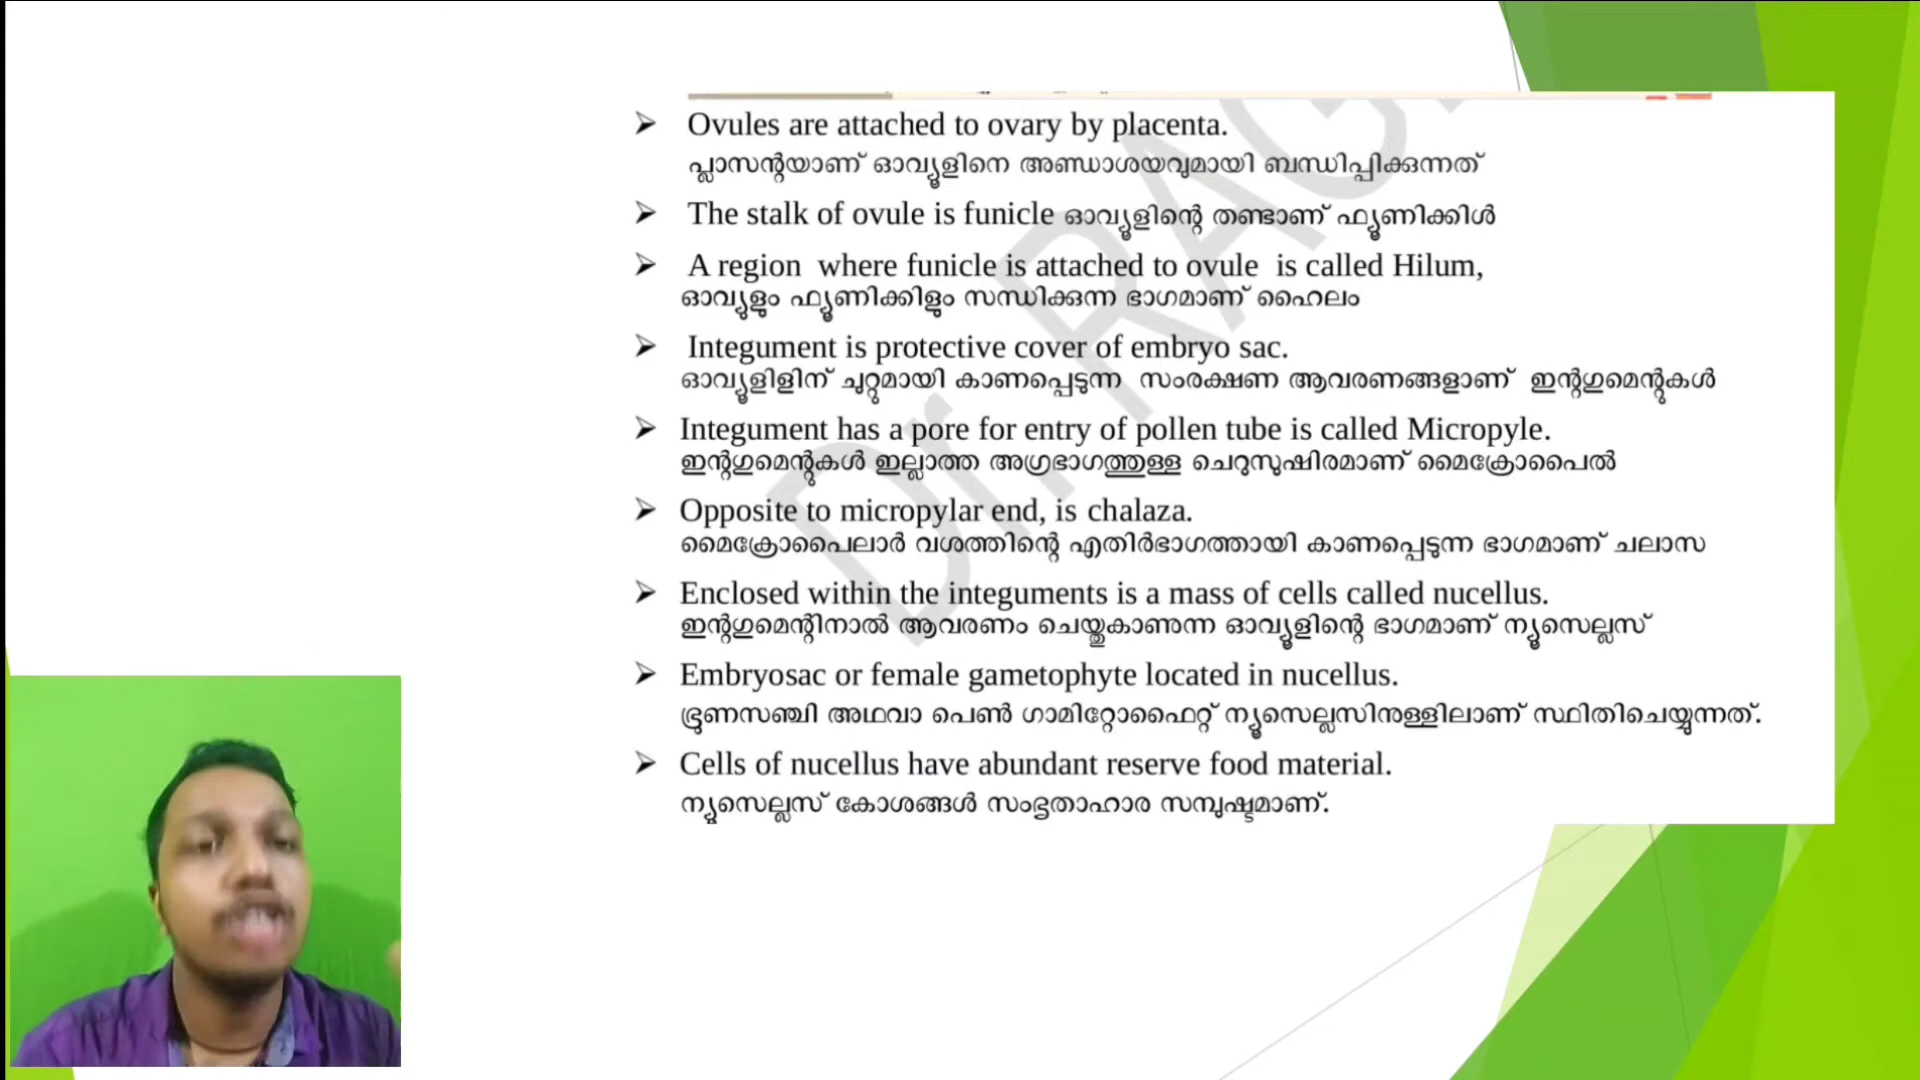 Ovules are attached to ovary by placenta.
പ്ലാസന്റയാണ് ഓവ്യൂളിനെ അണ്ഡാശയവുമായി ബന്ധിപ്പിക്കുന്നത്
The stalk of ovule is funicle ഓവ്യൂളിന്റെ തണ്ടാണ് ഫ്യൂണിക്കിൾ
A region where funicle is attached to ovule is called Hilum,
ഓവ്യുളും ഫ്യൂണിക്കിളും സന്ധിക്കുന്ന ഭാഗമാണ് ഹൈലം
Integument is protective cover of embryo sac.
ഓവ്യൂളിളിന് ചുറ്റുമായി കാണപ്പെടുന്ന സംരക്ഷണ ആവരണങ്ങളാണ് ഇന്റഗുമെന്റുകൾ
Integument has a pore for entry of pollen tube is called Micropyle.
ഇന്റഗുമെന്റുകൾ ഇല്ലാത്ത അഗ്രഭാഗത്തുള്ള ചെറുസുഷിരമാണ് മൈക്രോപൈൽ
Opposite to micropylar end, is chalaza.
മൈക്രോപൈലാർ വശത്തിന്റെ എതിർഭാഗത്തായി കാണപ്പെടുന്ന ഭാഗമാണ് ചലാസ
Enclosed within the integuments is a mass of cells called nucellus.
ഇന്റഗുമെന്റിനാൽ ആവരണം ചെയ്തുകാണുന്ന ഓവ്യൂളിന്റെ ഭാഗമാണ് ന്യൂസെല്ലസ്
Embryosac or female gametophyte located in nucellus.
ഭ്രൂണസഞ്ചി അഥവാ പെൺ ഗാമിറ്റോഫൈറ്റ് ന്യൂസെല്ലസിനുള്ളിലാണ് സ്ഥിതിചെയ്യുന്നത്.
Cells of nucellus have abundant reserve food material.
ന്യുസെല്ലസ് കോശങ്ങൾ സംഭൃതാഹാര സമ്പുഷ്ടമാണ്.
Dr. RAG